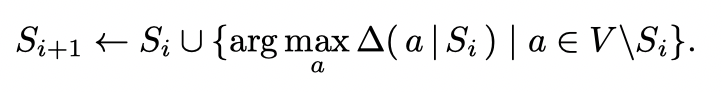 S_{i+1} ← S_i ∪ {arg max_a Δ( a | S_i ) | a ∈ V\S_i}.